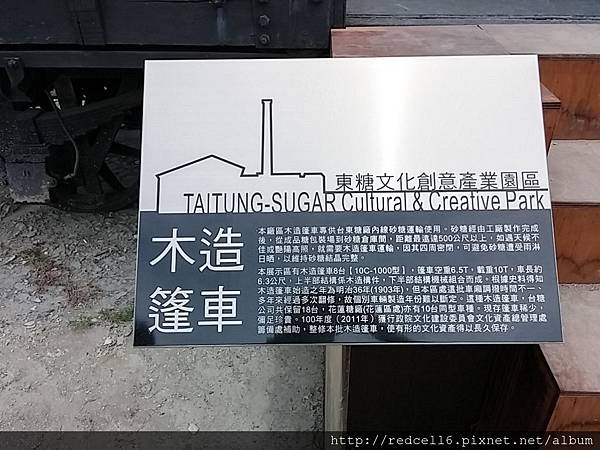 東糖文化創意產業園區
TAITUNG-SUGAR Cultural & Creative Park
木造
篷車
本廠區木造篷車專供台東糖廠內線砂糖運輸使用。砂糖經由工廠製作完成
後，從成品糖包裝場到砂糖倉庫間，距離最遠達500公尺以上，如遇天候不
佳或艷陽高照，就需要木造篷車運輸，因其四周密閉，可避免砂糖遭受雨淋
日晒，以維持砂糖結晶完整。
本展示區有木造篷車8台［10C-1000型］，篷車空重6.5T，載重10T，車長約
6.3公尺，上半部結構係木造構件，下半部結構機械組合而成。根據史料得知
木造篷車始造之年為明治36年(1903年)，但本區處這批車廂調撥時間不一、
多年來經過多次翻修，故個別車輛製造年份難以斷定。這種木造篷車，台糖
公司共保留18台，花蓮糖廠(花蓮區處)亦有10台同型車種。現存篷車稀少，
彌足珍貴。100年度（2011年）獲行政院文化建設委員會文化資產總管理處
籌備處補助，整修本批木造篷車，使有形的文化資產得以長久保存。
http://redcell6.pixnet.net/album